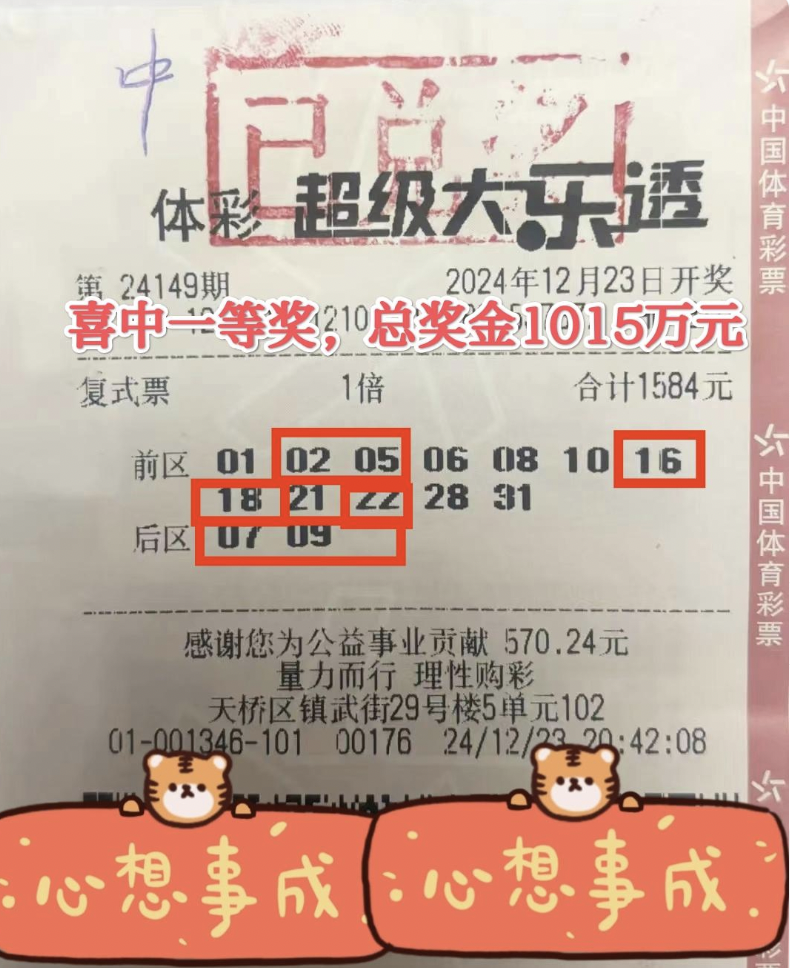 中
已兑奖
体彩 超级大乐透
第 24149期 2024年12月23日开奖
喜中一等奖，总奖金1015万元
复式票 1倍 合计1584元
前区 01 02 05 06 08 10 16
18 21 22 28 31
后区 07 09
感谢您为公益事业贡献 570.24元
量力而行 理性购彩
天桥区镇武街29号楼5单元102
01-001346-101 00176 24/12/23 20:42:08
心想事成
心想事成
中国体育彩票
中国体育彩票